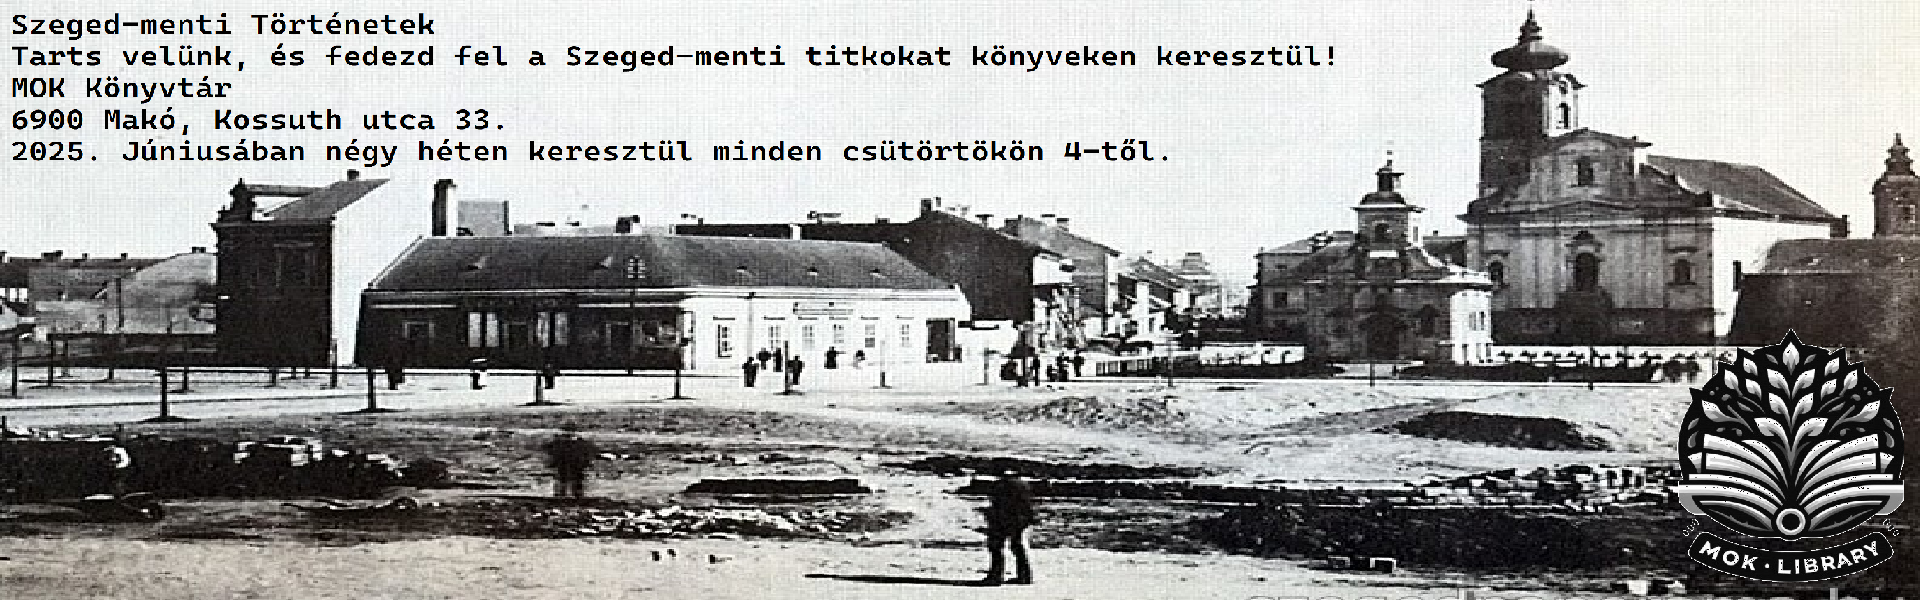 Szeged-menti Történetek
Tarts velünk, és fedezd fel a Szeged-menti titkokat könyveken keresztül!
MOK Könyvtár
6900 Makó, Kossuth utca 33.
2025. Júniusában négy héten keresztül minden csütörtökön 4-től.
MOK · LIBRARY